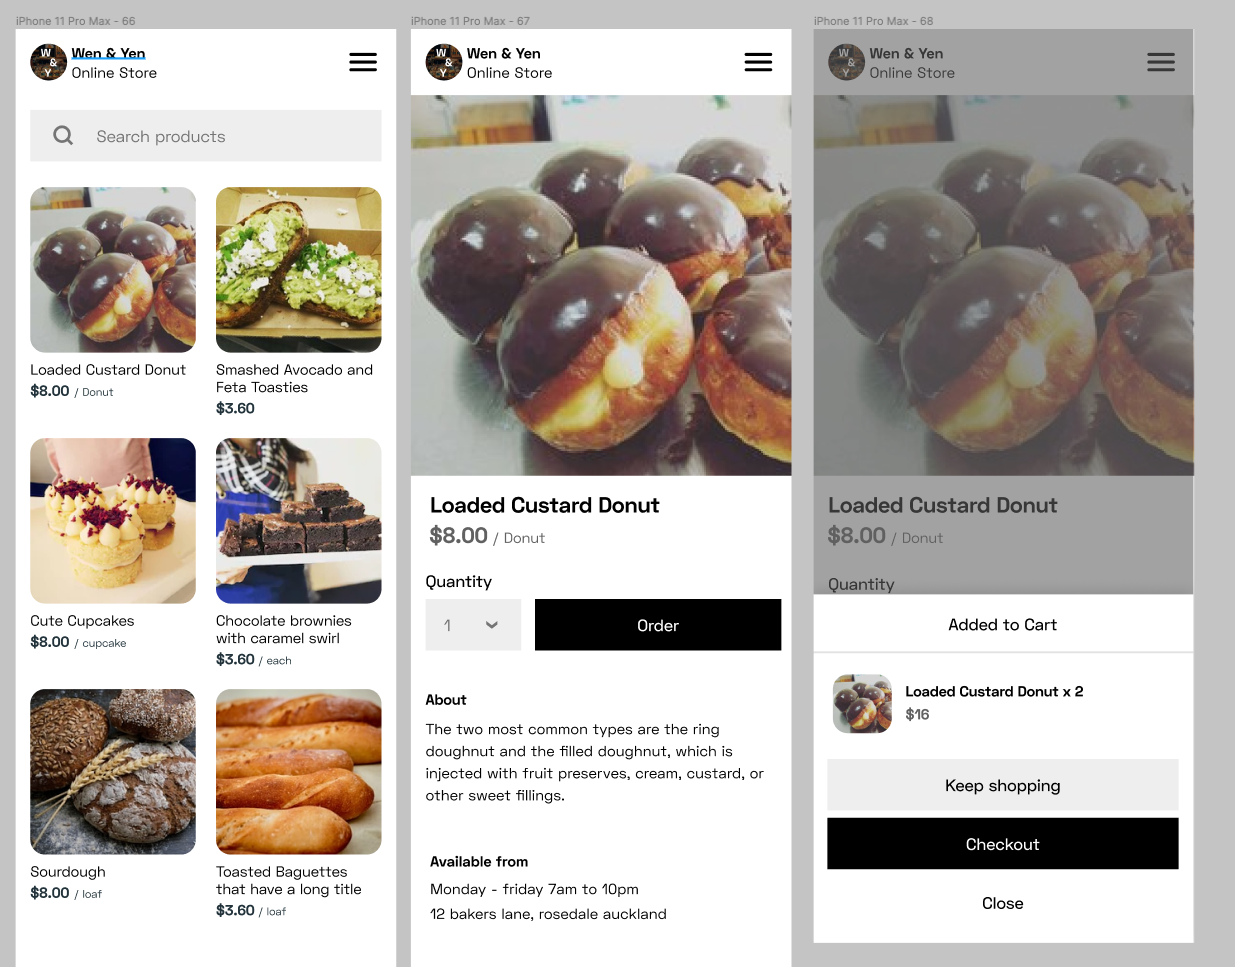 iPhone 11 Pro Max - 66
W
&
Y
Wen & Yen
Online Store
Search products
Loaded Custard Donut
$8.00 / Donut
Smashed Avocado and
Feta Toasties
$3.60
Cute Cupcakes
$8.00 / cupcake
Chocolate brownies
with caramel swirl
$3.60 / each
Sourdough
$8.00 / loaf
Toasted Baguettes
that have a long title
$3.60 / loaf
iPhone 11 Pro Max - 67
W
&
Y
Wen & Yen
Online Store
Loaded Custard Donut
$8.00 / Donut
Quantity
1
Order
About
The two most common types are the ring
doughnut and the filled doughnut, which is
injected with fruit preserves, cream, custard, or
other sweet fillings.
Available from
Monday - friday 7am to 10pm
12 bakers lane, rosedale auckland
iPhone 11 Pro Max - 68
W
&
Y
Wen & Yen
Online Store
Loaded Custard Donut
$8.00 / Donut
Quantity
Added to Cart
Loaded Custard Donut x 2
$16
Keep shopping
Checkout
Close